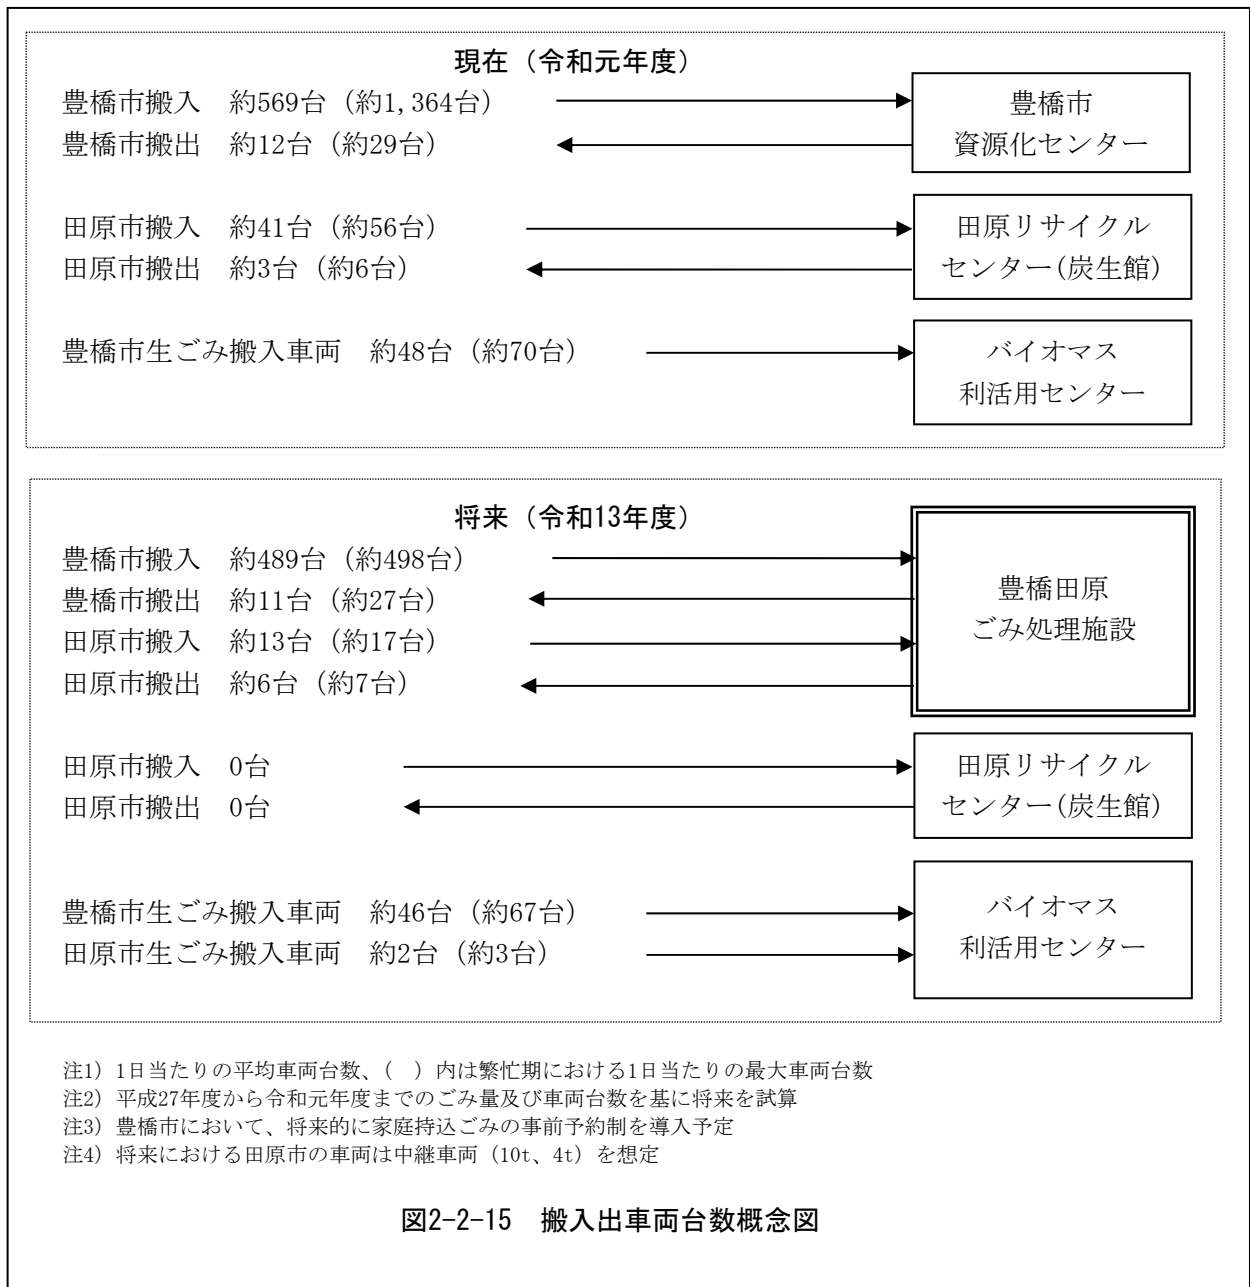 現在（令和元年度）
豊橋市搬入　約569台（約1,364台）
豊橋市搬出　約12台（約29台）
豊橋市
資源化センター
田原市搬入　約41台（約56台）
田原市搬出　約3台（約6台）
田原リサイクル
センター(炭生館)
豊橋市生ごみ搬入車両　約48台（約70台）
バイオマス
利活用センター
将来（令和13年度）
豊橋市搬入　約489台（約498台）
豊橋市搬出　約11台（約27台）
田原市搬入　約13台（約17台）
田原市搬出　約6台（約7台）
豊橋田原
ごみ処理施設
田原市搬入　0台
田原市搬出　0台
田原リサイクル
センター(炭生館)
豊橋市生ごみ搬入車両　約46台（約67台）
田原市生ごみ搬入車両　約2台（約3台）
バイオマス
利活用センター
注1）1日当たりの平均車両台数、（　）内は繁忙期における1日当たりの最大車両台数
注2）平成27年度から令和元年度までのごみ量及び車両台数を基に将来を試算
注3）豊橋市において、将来的に家庭持込ごみの事前予約制を導入予定
注4）将来における田原市の車両は中継車両（10t、4t）を想定
図2-2-15　搬入出車両台数概念図